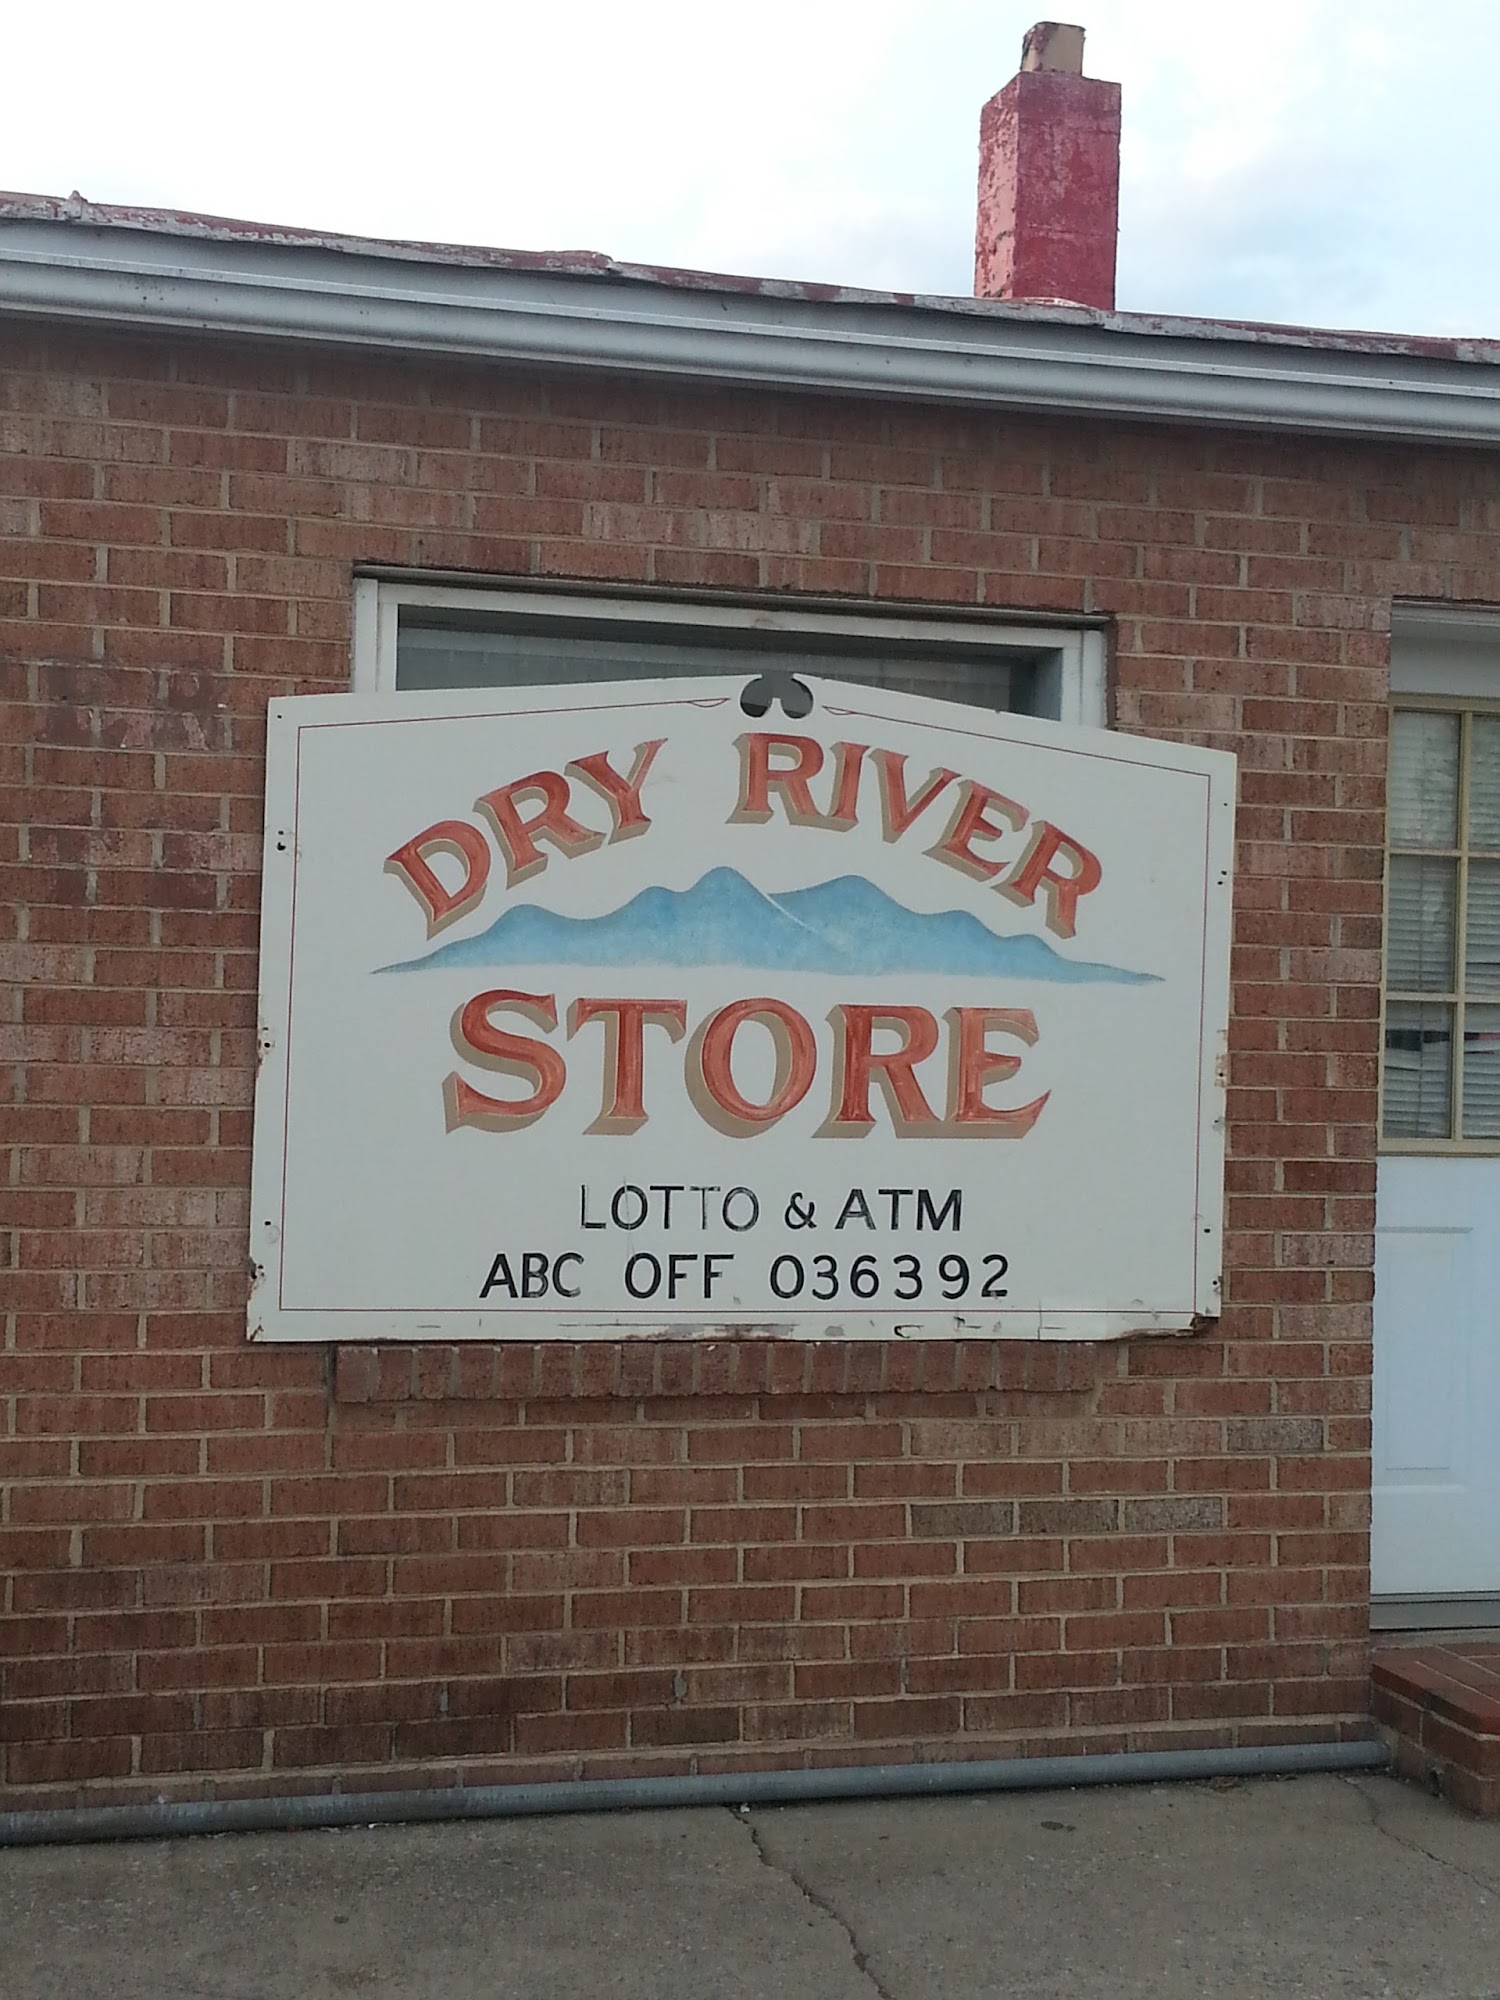 DRY RIVER
STORE
LOTTO & ATM
ABC OFF 036392